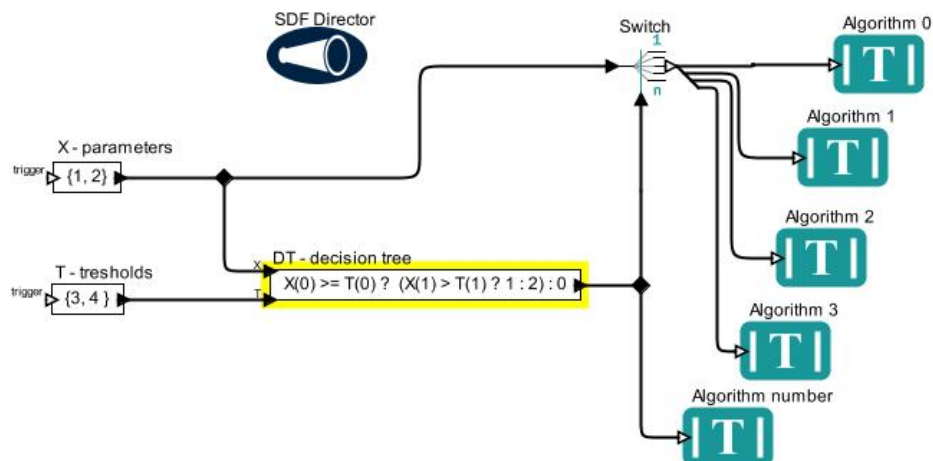 SDF Director
Switch
Algorithm 0
1
n
T
Algorithm 1
T
X - parameters
trigger
{1, 2}
Algorithm 2
T
DT - decision tree
X
T
X(0) >= T(0) ? (X(1) > T(1) ? 1 : 2) : 0
T - tresholds
trigger
{3, 4 }
Algorithm 3
T
Algorithm number
T